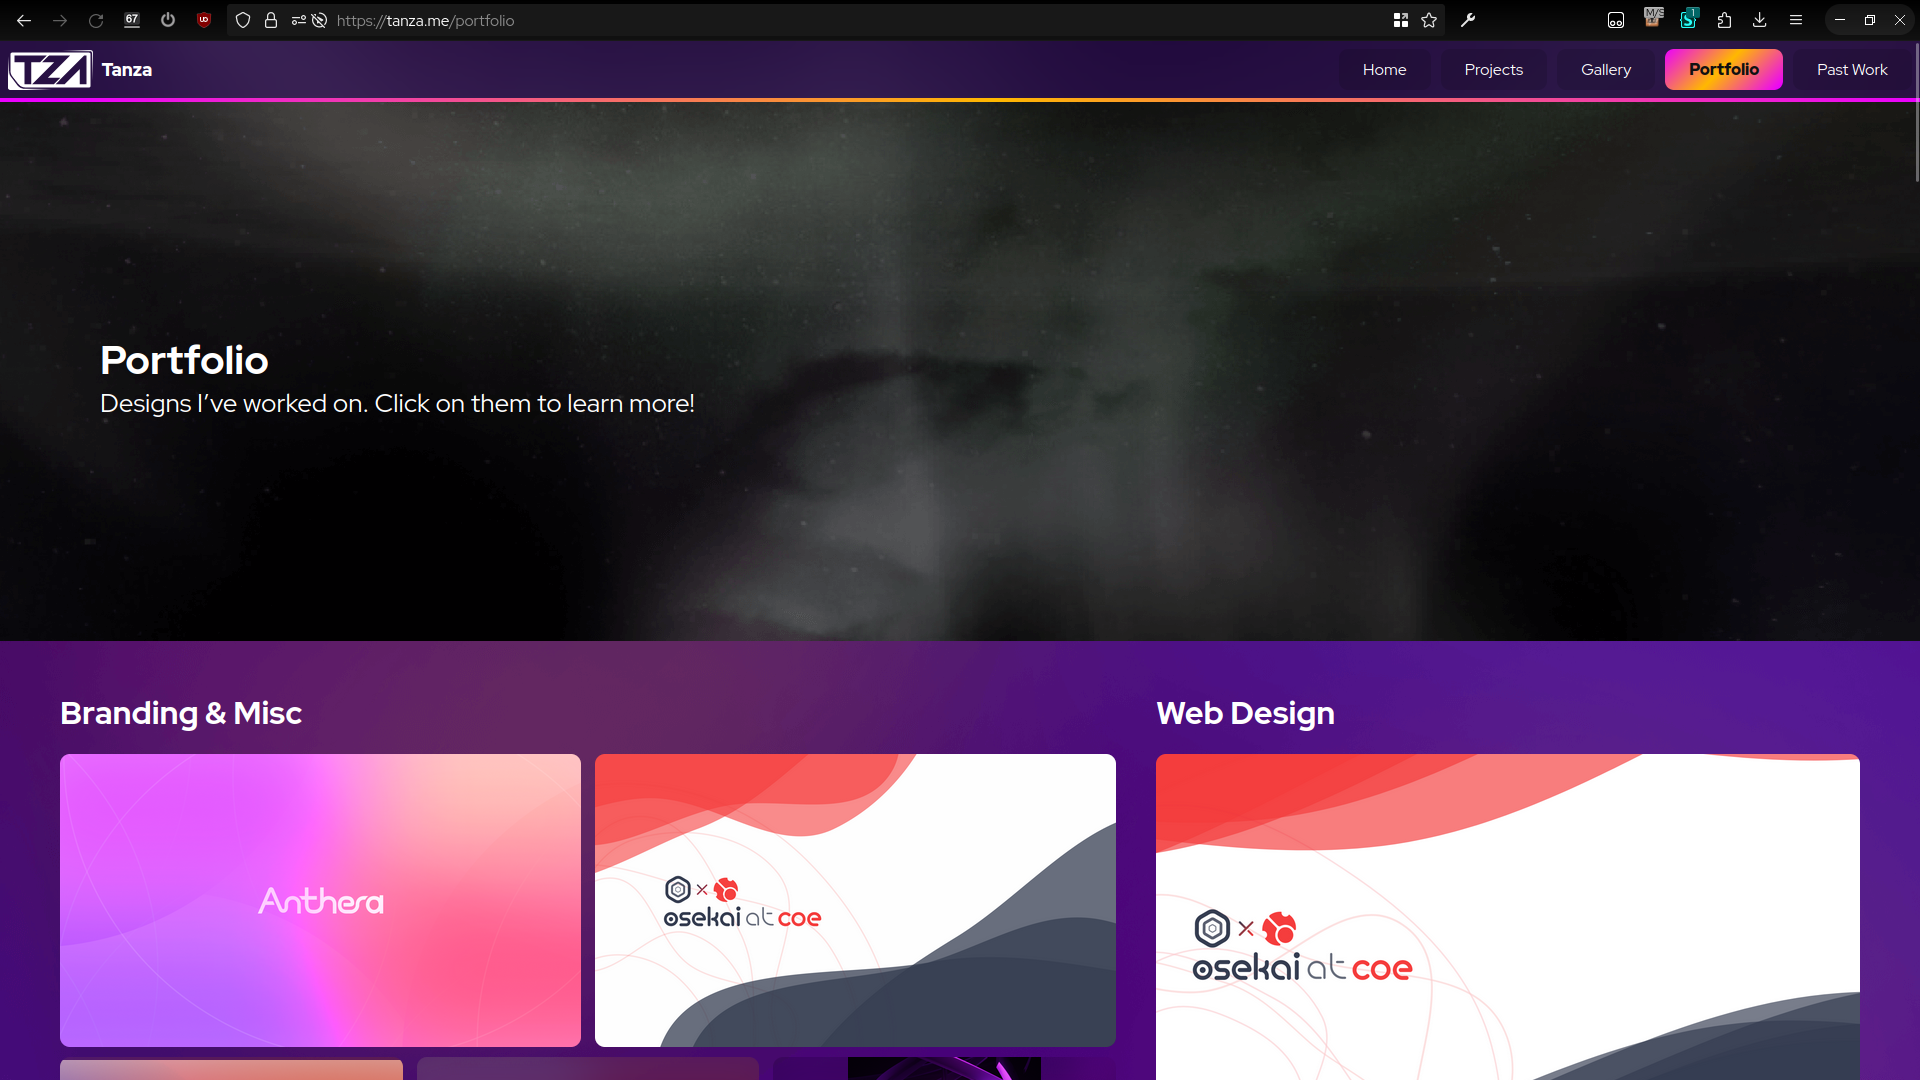 67
https://tanza.me/portfolio
1
TZA
Tanza
Home
Projects
Gallery
Portfolio
Past Work
Portfolio
Designs I've worked on. Click on them to learn more!
Branding & Misc
Web Design
Anthera
osekai at coe
osekai at coe